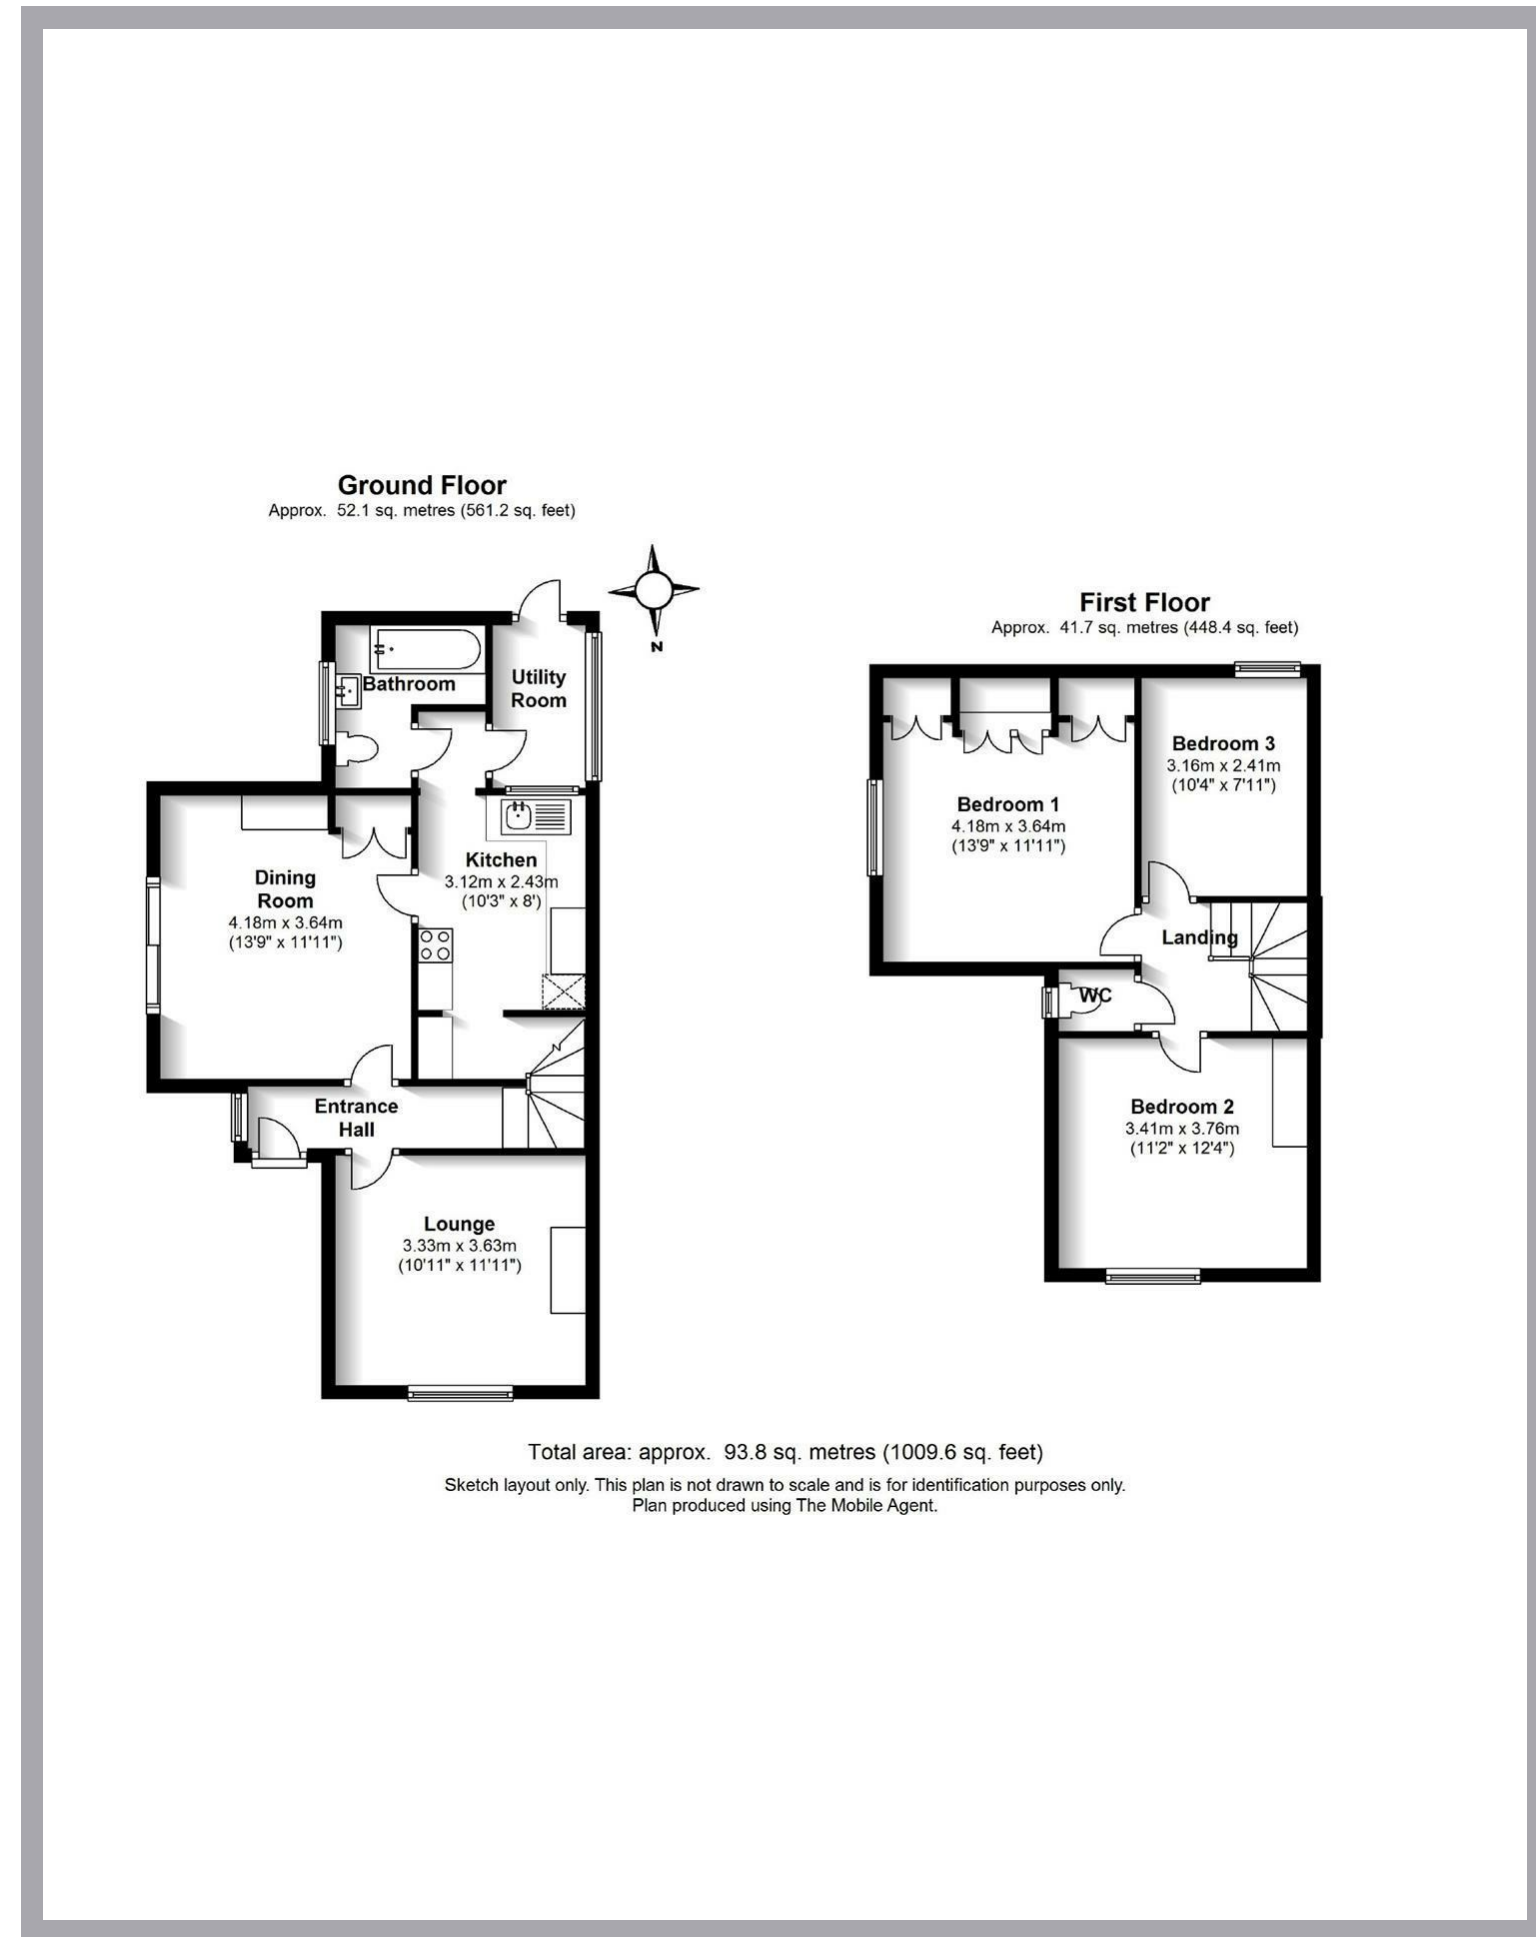 Ground Floor
Approx. 52.1 sq. metres (561.2 sq. feet)
N
Bathroom
Utility
Room
Kitchen
3.12m x 2.43m
(10'3" x 8')
Dining
Room
4.18m x 3.64m
(13'9" x 11'11")
N
Entrance
Hall
Lounge
3.33m x 3.63m
(10'11" x 11'11")
First Floor
Approx. 41.7 sq. metres (448.4 sq. feet)
Bedroom 3
3.16m x 2.41m
(10'4" x 7'11")
Bedroom 1
4.18m x 3.64m
(13'9" x 11'11")
Landing
WC
Bedroom 2
3.41m x 3.76m
(11'2" x 12'4")
Total area: approx. 93.8 sq. metres (1009.6 sq. feet)
Sketch layout only. This plan is not drawn to scale and is for identification purposes only.
Plan produced using The Mobile Agent.